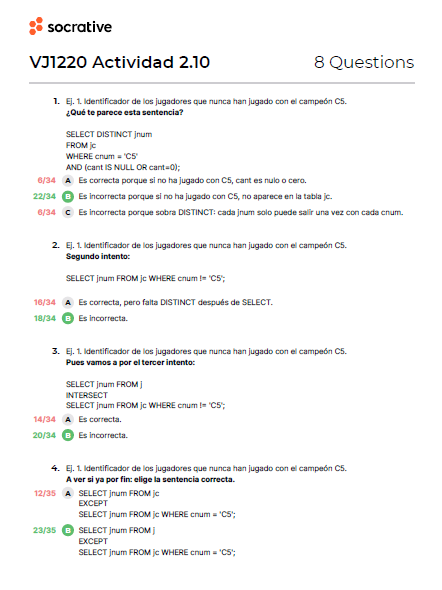 socrative
VJ1220 Actividad 2.10 8 Questions
1. Ej. 1. Identificador de los jugadores que nunca han jugado con el campeón C5.
¿Qué te parece esta sentencia?
SELECT DISTINCT jnum
FROM jc
WHERE cnum = 'C5'
AND (cant IS NULL OR cant=0);
6/34 A Es correcta porque si no ha jugado con C5, cant es nulo o cero.
22/34 B Es incorrecta porque si no ha jugado con C5, no aparece en la tabla jc.
6/34 C Es incorrecta porque sobra DISTINCT: cada jnum solo puede salir una vez con cada cnum.
2. Ej. 1. Identificador de los jugadores que nunca han jugado con el campeón C5.
Segundo intento:
SELECT jnum FROM jc WHERE cnum != 'C5';
16/34 A Es correcta, pero falta DISTINCT después de SELECT.
18/34 B Es incorrecta.
3. Ej. 1. Identificador de los jugadores que nunca han jugado con el campeón C5.
Pues vamos a por el tercer intento:
SELECT jnum FROM j
INTERSECT
SELECT jnum FROM jc WHERE cnum != 'C5';
14/34 A Es correcta.
20/34 B Es incorrecta.
4. Ej. 1. Identificador de los jugadores que nunca han jugado con el campeón C5.
A ver si ya por fin: elige la sentencia correcta.
12/35 A SELECT jnum FROM jc
EXCEPT
SELECT jnum FROM jc WHERE cnum = 'C5';
23/35 B SELECT jnum FROM j
EXCEPT
SELECT jnum FROM jc WHERE cnum = 'C5';